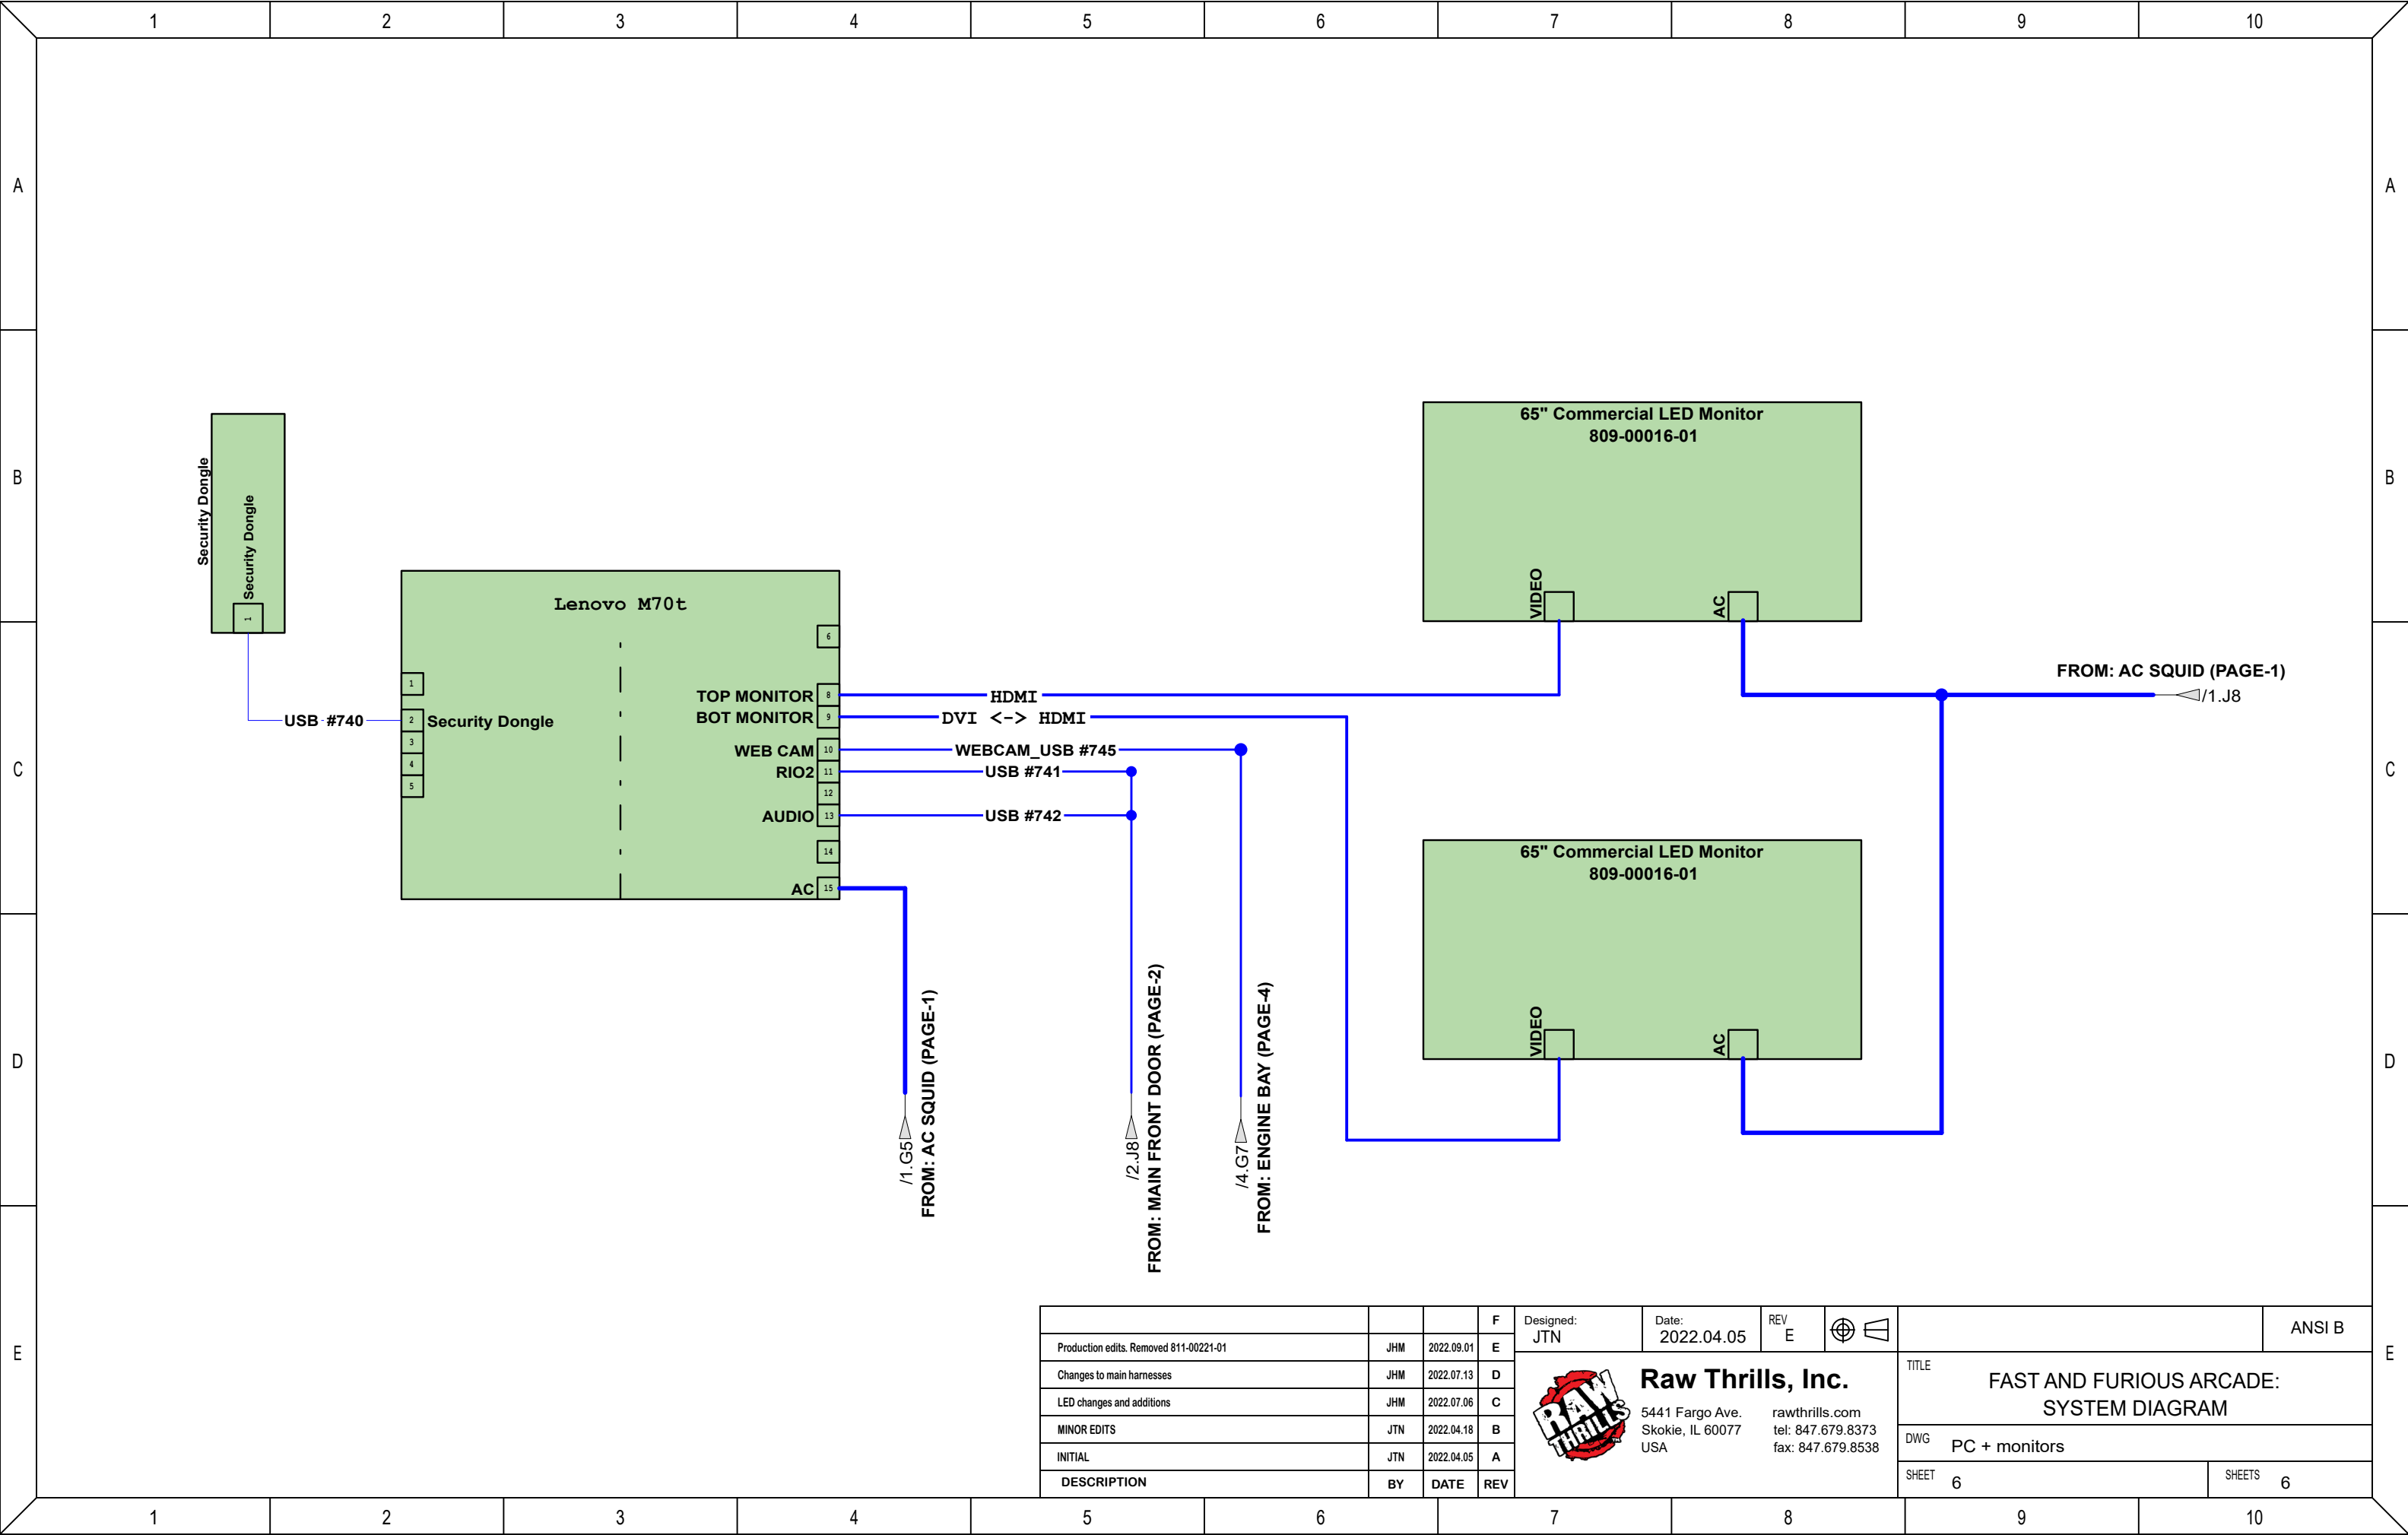 1 2 3 4 5 6 7 8 9 10
A
A
B
B
C
C
D
D
E
E
Security Dongle
Security Dongle
1
USB #740
Lenovo M70t
1
2
Security Dongle
3
4
5
6
TOP MONITOR 8
HDMI
BOT MONITOR 9
DVI <-> HDMI
WEB CAM 10
WEBCAM_USB #745
RIO2 11
USB #741
12
AUDIO 13
USB #742
14
AC 15
65" Commercial LED Monitor
809-00016-01
VIDEO
AC
FROM: AC SQUID (PAGE-1)
/1.J8
65" Commercial LED Monitor
809-00016-01
VIDEO
AC
/1.G5
FROM: AC SQUID (PAGE-1)
/2.J8
FROM: MAIN FRONT DOOR (PAGE-2)
/4.G7
FROM: ENGINE BAY (PAGE-4)
F
Production edits. Removed 811-00221-01 JHM 2022.09.01 E
Changes to main harnesses JHM 2022.07.13 D
LED changes and additions JHM 2022.07.06 C
MINOR EDITS JTN 2022.04.18 B
INITIAL JTN 2022.04.05 A
DESCRIPTION BY DATE REV
Designed:
JTN
Date:
2022.04.05
REV
E
ANSI B
RAW
THRILLS
Raw Thrills, Inc.
5441 Fargo Ave.
Skokie, IL 60077
USA
rawthrills.com
tel: 847.679.8373
fax: 847.679.8538
TITLE
FAST AND FURIOUS ARCADE:
SYSTEM DIAGRAM
DWG PC + monitors
SHEET 6
SHEETS 6
1 2 3 4 5 6 7 8 9 10